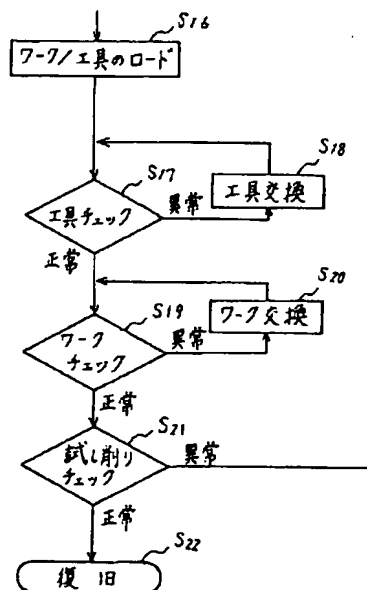 S16
ワーク/工具のロード
S18
工具交換
S17
工具チェック
異常
正常
S20
ワーク交換
S19
ワーク
チェック
異常
正常
S21
試し削り
チェック
異常
正常
S22
復旧